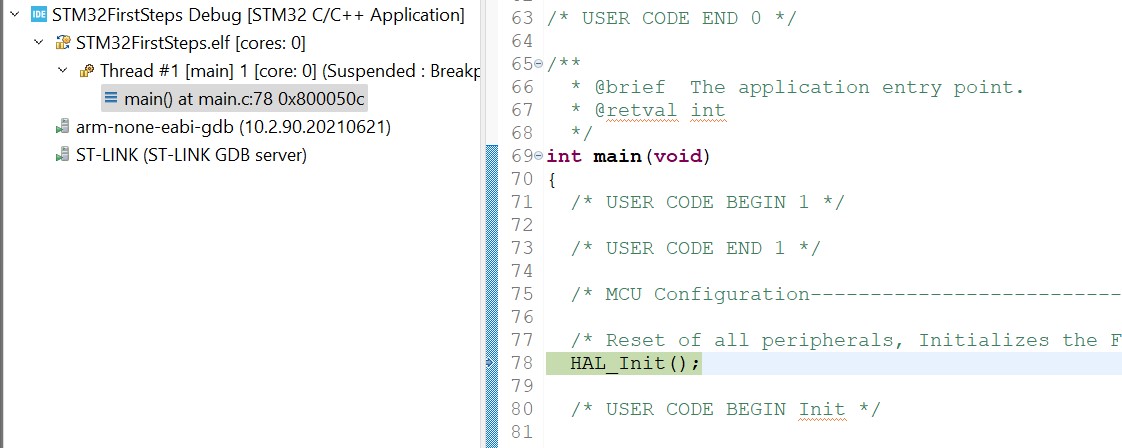 IDE STM32FirstSteps Debug [STM32 C/C++ Application]
STM32FirstSteps.elf [cores: 0]
Thread #1 [main] 1 [core: 0] (Suspended : Breakp
main() at main.c:78 0x800050c
arm-none-eabi-gdb (10.2.90.20210621)
ST-LINK (ST-LINK GDB server)
63 /* USER CODE END 0 */
64
65 /**
66 * @brief  The application entry point.
67 * @retval int
68 */
69 int main(void)
70 {
71 /* USER CODE BEGIN 1 */
72
73 /* USER CODE END 1 */
74
75 /* MCU Configuration--------------------------
76
77 /* Reset of all peripherals, Initializes the F
78 HAL_Init();
79
80 /* USER CODE BEGIN Init */
81